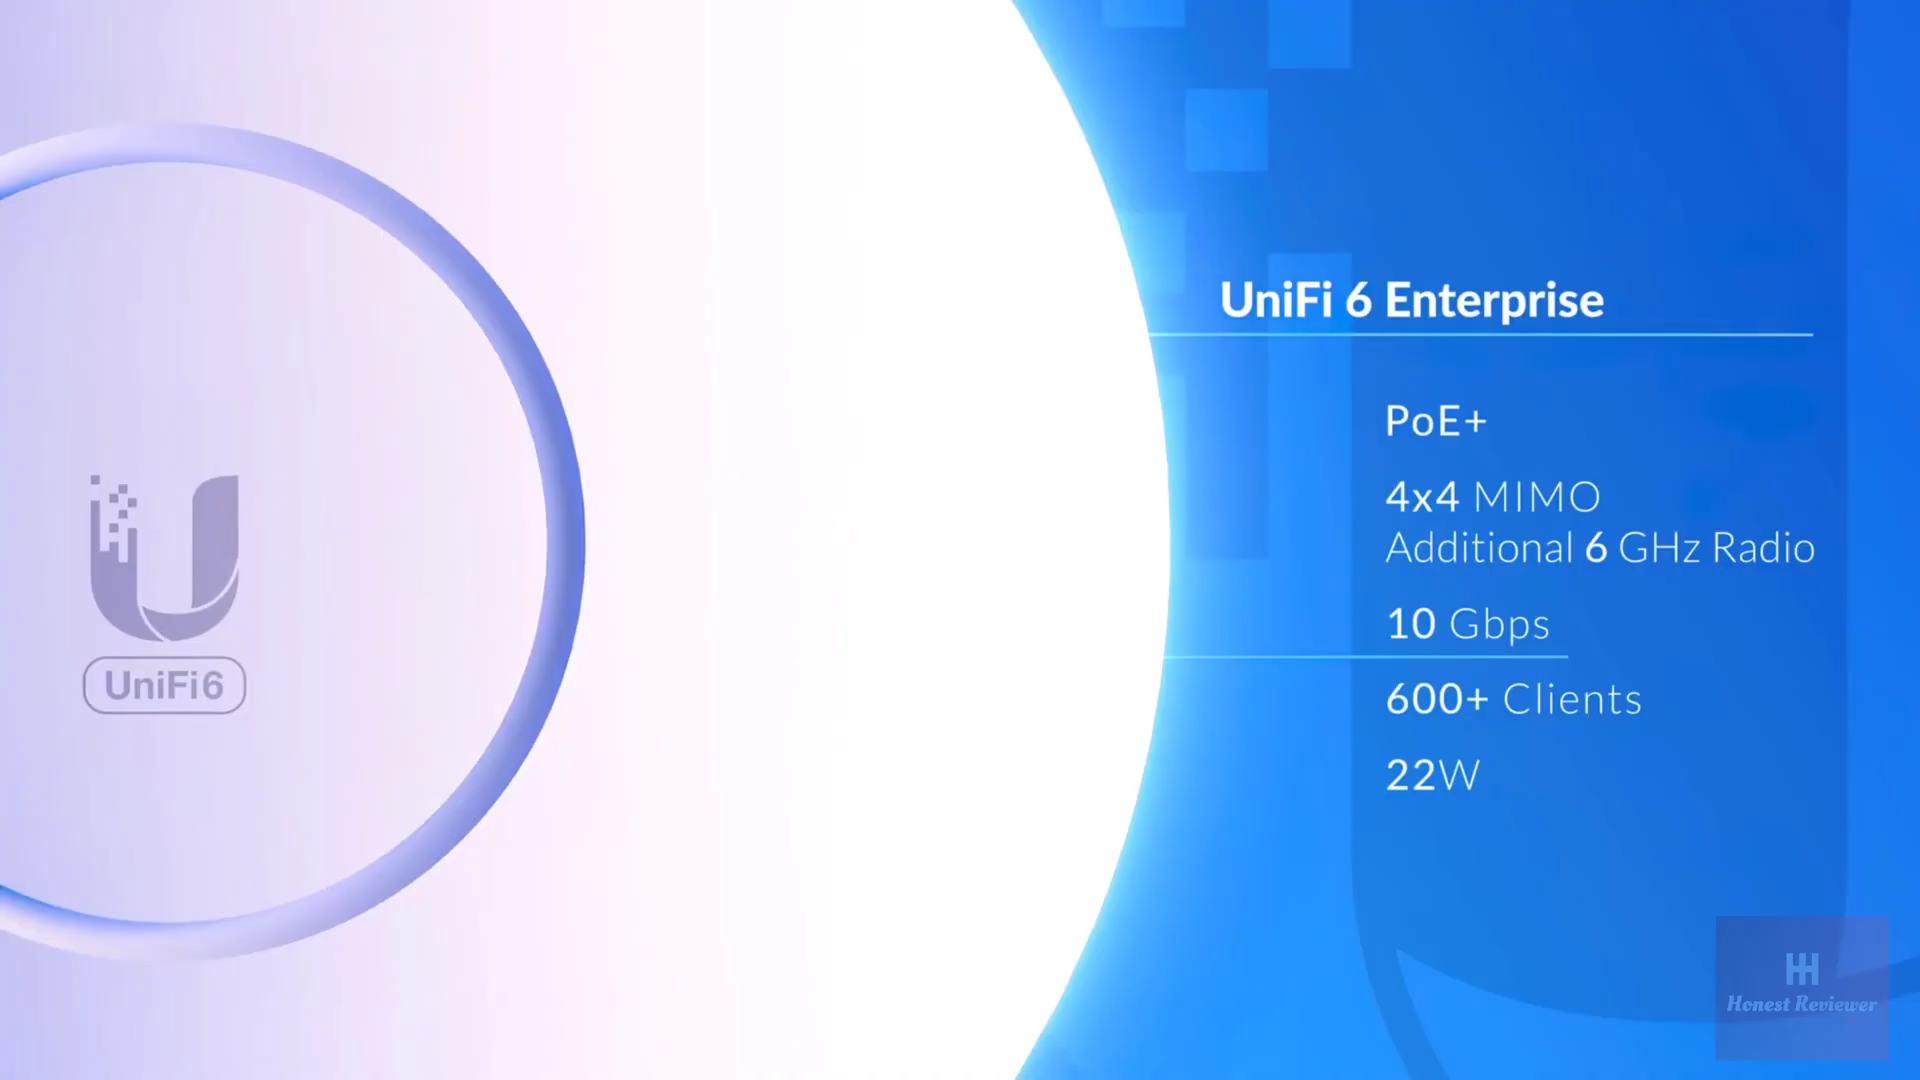 UniFi 6 Enterprise
PoE+
4x4 MIMO
Additional 6 GHz Radio
10 Gbps
600+ Clients
22W
UniFi6
Honest Reviewer